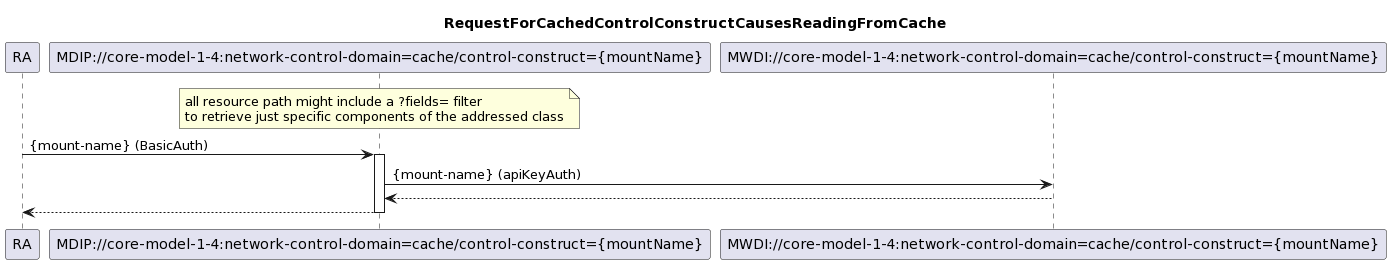 RequestForCachedControlConstructCausesReadingFromCache
RA
MDIP://core-model-1-4:network-control-domain=cache/control-construct={mountName}
MWDI://core-model-1-4:network-control-domain=cache/control-construct={mountName}
all resource path might include a ?fields= filter
to retrieve just specific components of the addressed class
{mount-name} (BasicAuth)
{mount-name} (apiKeyAuth)
RA
MDIP://core-model-1-4:network-control-domain=cache/control-construct={mountName}
MWDI://core-model-1-4:network-control-domain=cache/control-construct={mountName}